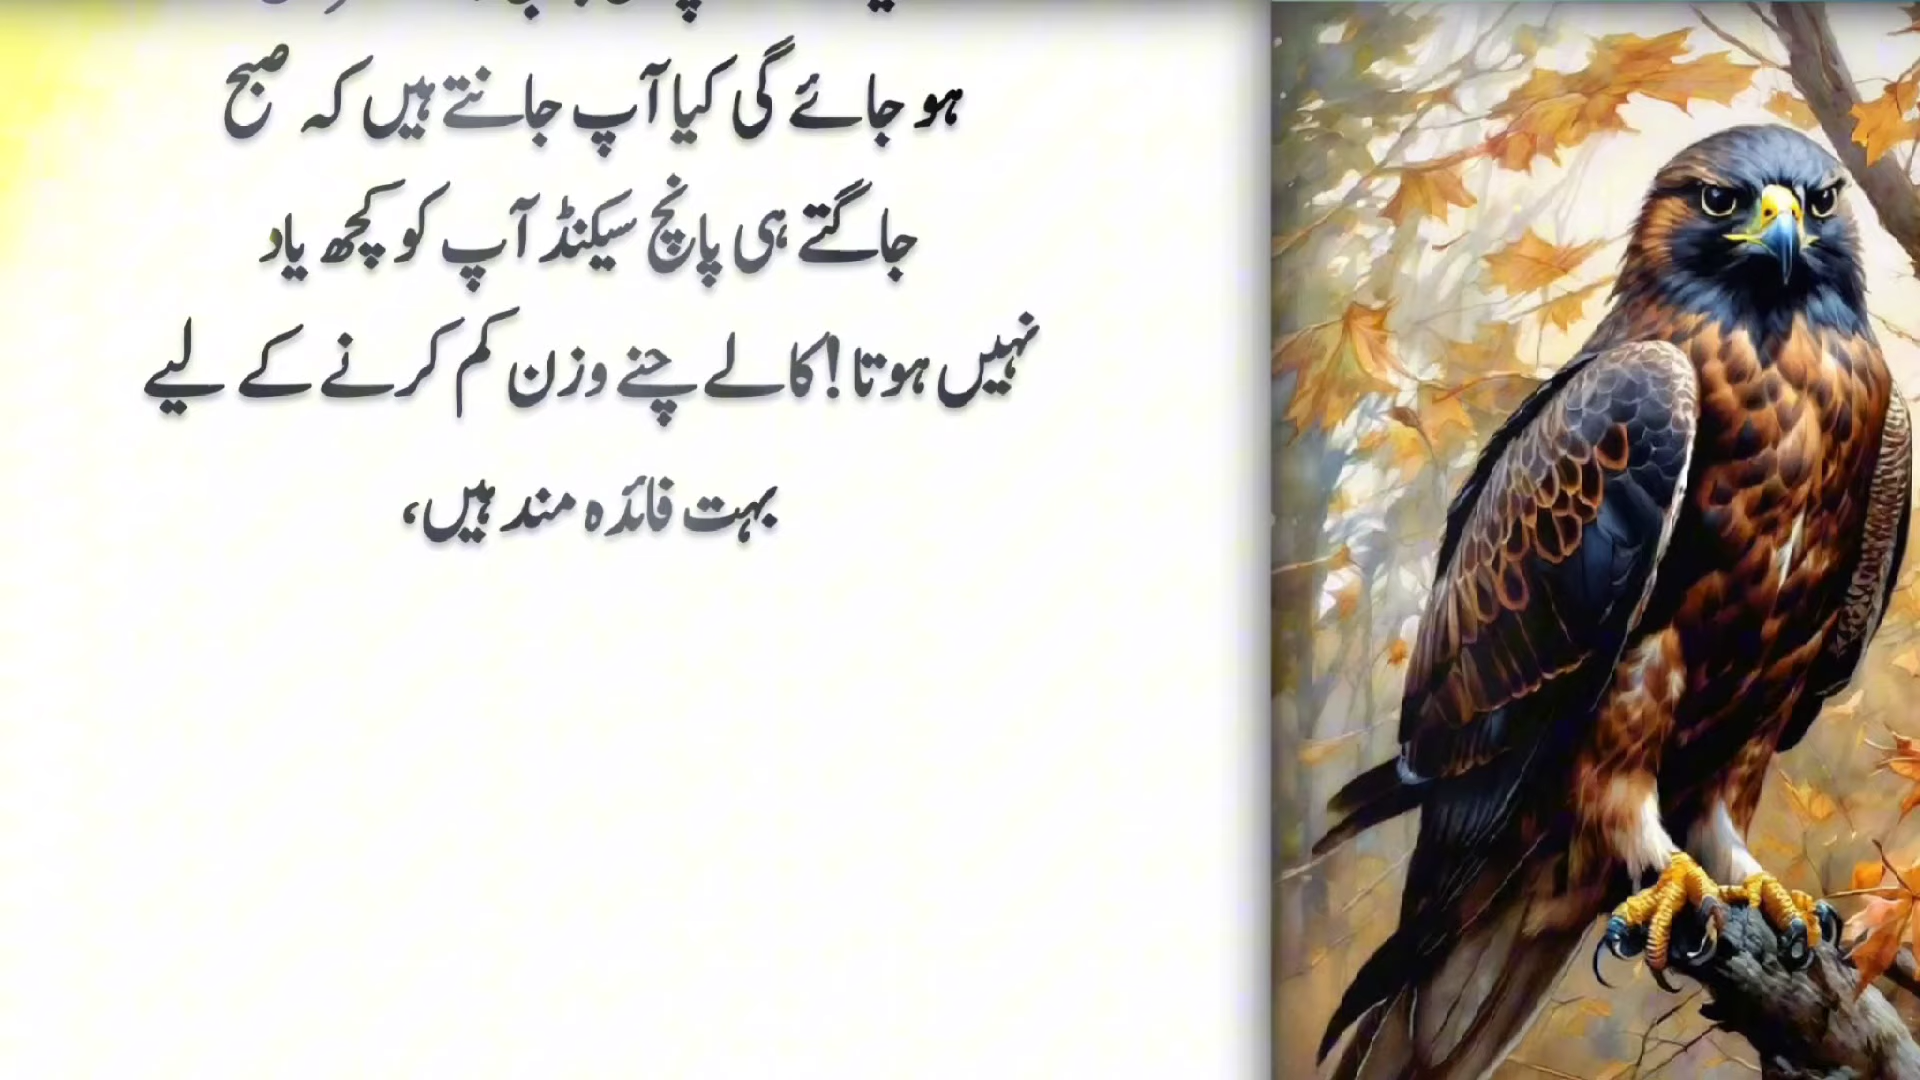 ہو جائے گی کیا آپ جانتے ہیں کہ صبح
جاگتے ہی پانچ سیکنڈ آپ کو کچھ یاد
نہیں ہوتا !کالے چنے وزن کم کرنے کے لیے
بہت فائدہ مند ہیں،